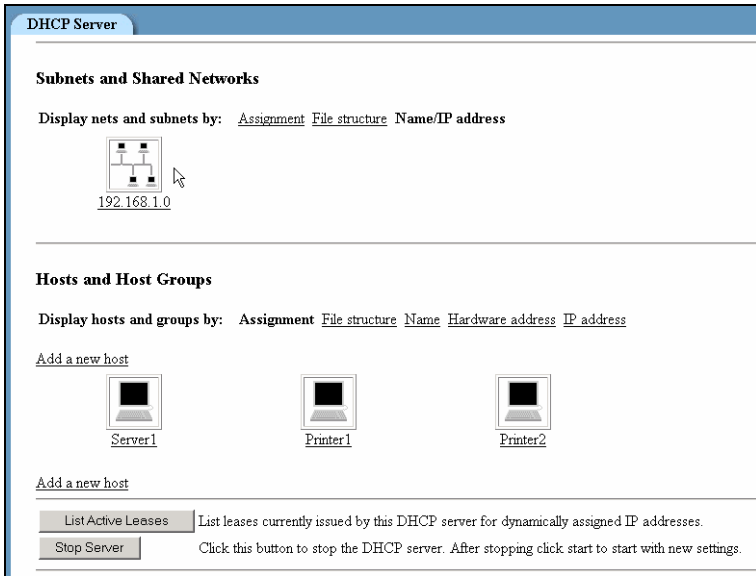 DHCP Server
Subnets and Shared Networks
Display nets and subnets by: Assignment File structure Name/IP address
192.168.1.0
Hosts and Host Groups
Display hosts and groups by: Assignment File structure Name Hardware address IP address
Add a new host
Server1 Printer1 Printer2
Add a new host
List Active Leases List leases currently issued by this DHCP server for dynamically assigned IP addresses.
Stop Server Click this button to stop the DHCP server. After stopping click start to start with new settings.